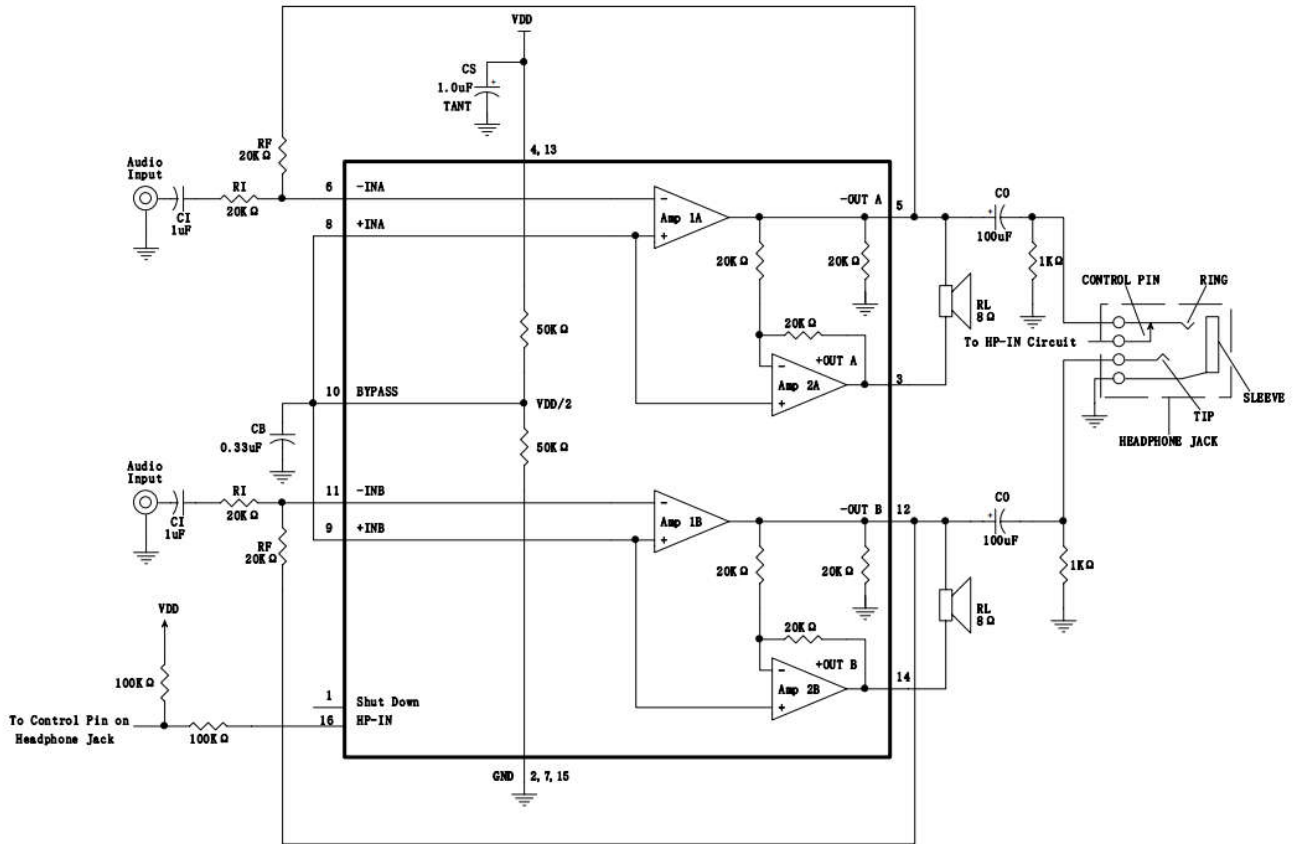 VDD
CS
1.0uF
TANT
+
4, 13
RF
20KΩ
Audio
Input
RI
20KΩ
CI
1uF
6
-INA
8
+INA
-
+
Amp 1A
20KΩ
20KΩ
-OUT A
5
CO
+
100uF
1KΩ
RL
8Ω
CONTROL PIN
RING
To HP-IN Circuit
SLEEVE
TIP
HEADPHONE JACK
50KΩ
20KΩ
-
+
Amp 2A
+OUT A
3
10
BYPASS
VDD/2
CB
0.33uF
50KΩ
Audio
Input
RI
20KΩ
CI
1uF
11
-INB
9
+INB
RF
20KΩ
-
+
Amp 1B
20KΩ
20KΩ
-OUT B
12
CO
+
100uF
1KΩ
RL
8Ω
20KΩ
-
+
Amp 2B
+OUT B
14
VDD
100KΩ
1
Shut Down
16
HP-IN
To Control Pin on
Headphone Jack
100KΩ
GND
2, 7, 15